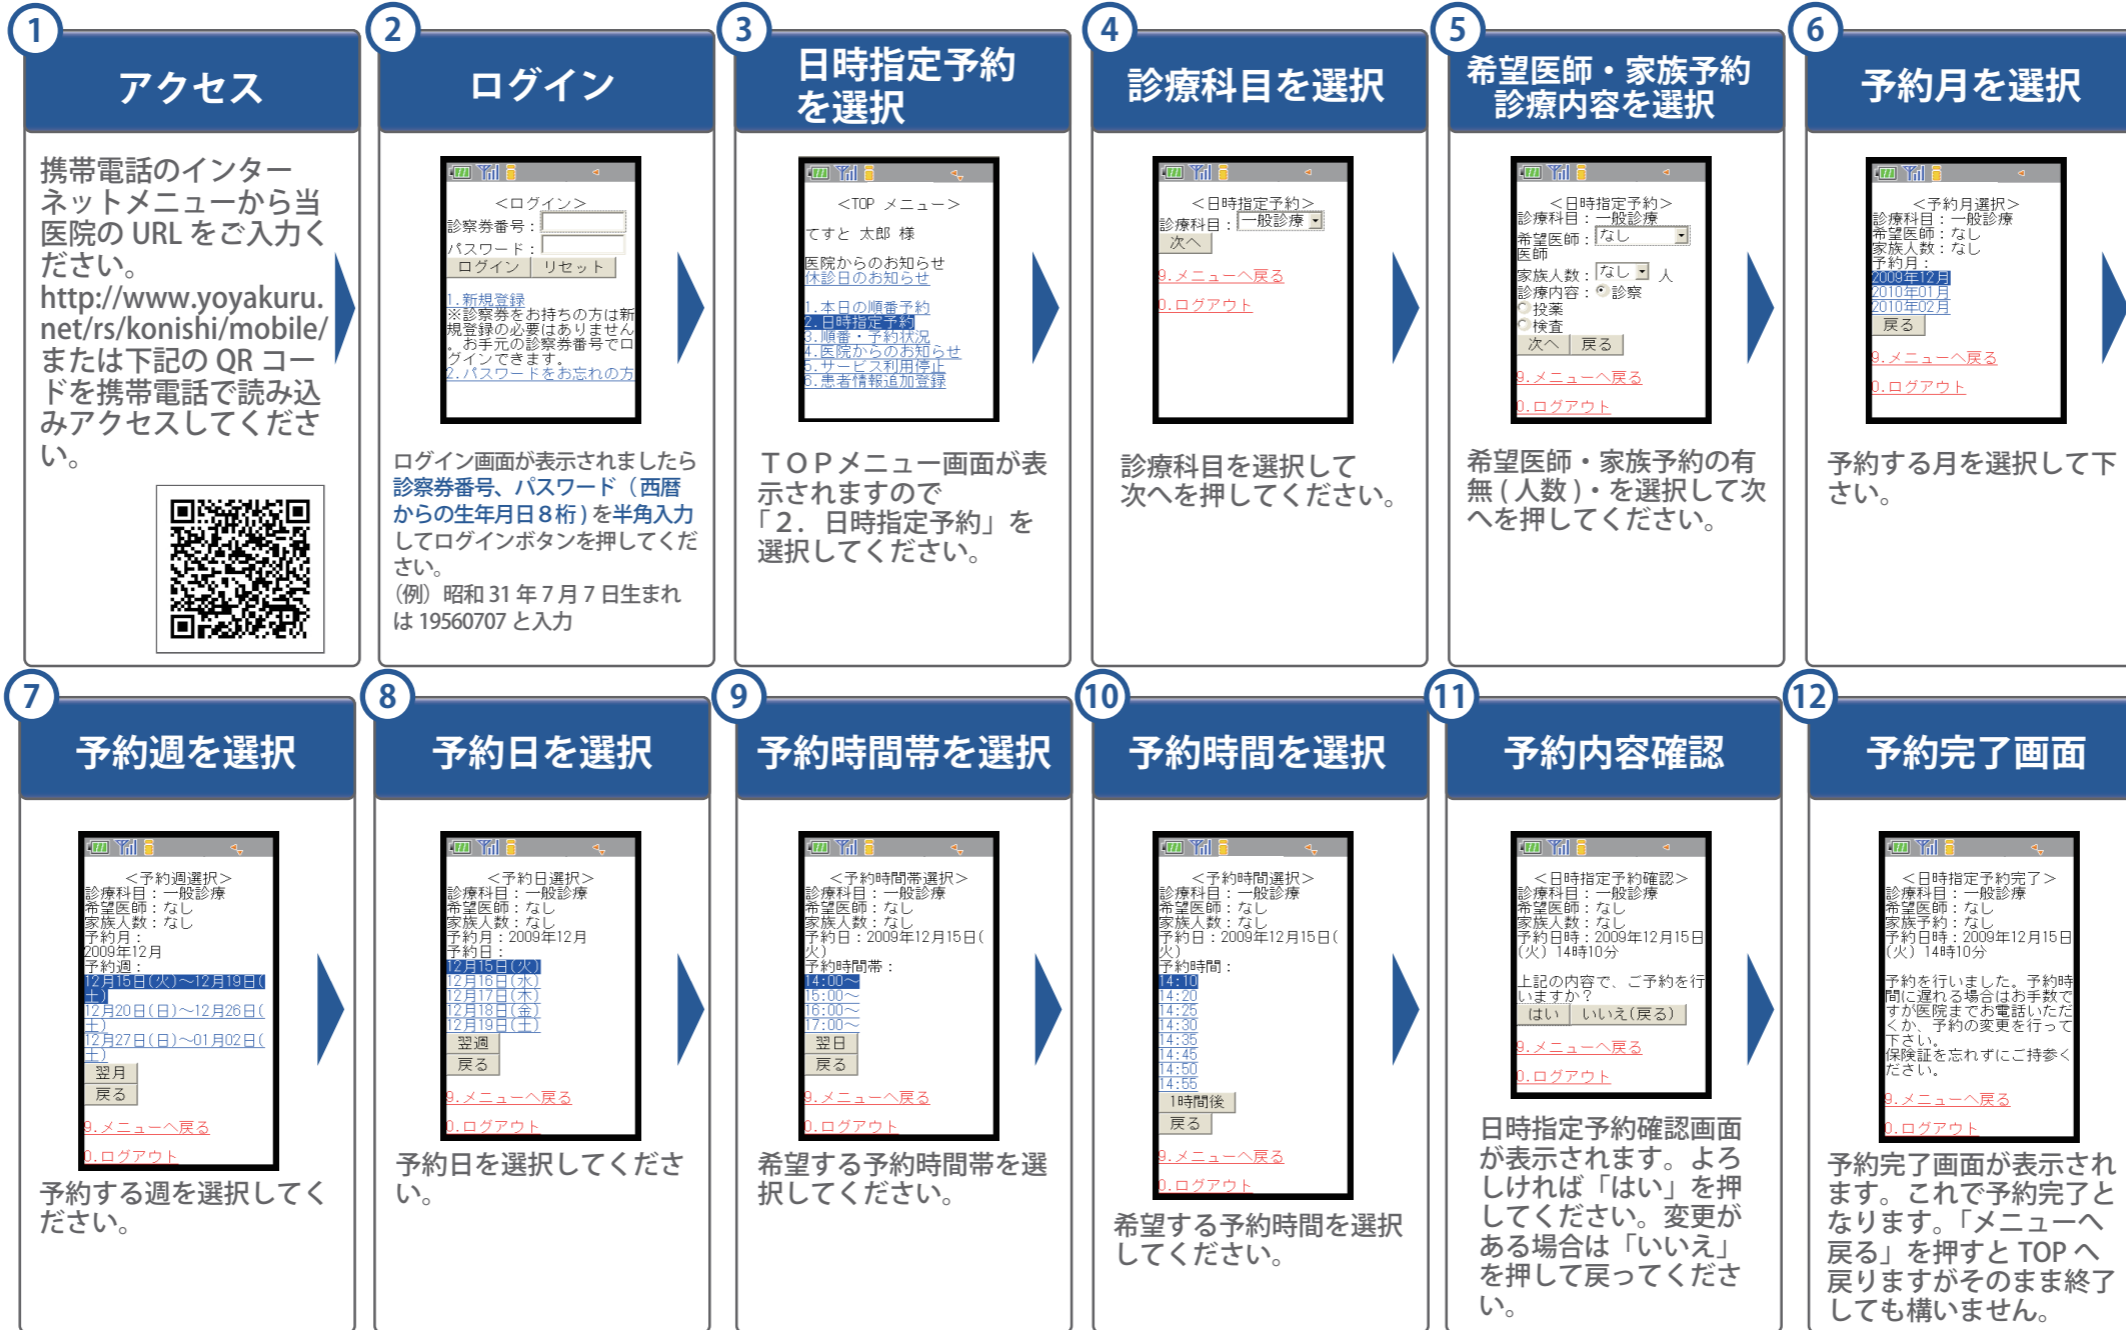 1
アクセス
携帯電話のインター
ネットメニューから当
医院の URL をご入力く
ださい。
http://www.yoyakuru.
net/rs/konishi/mobile/
または下記の QR コー
ドを携帯電話で読み込
みアクセスしてくださ
い。
2
ログイン
<ログイン>
診察券番号：
パスワード：
ログイン リセット
1.新規登録
※診察券をお持ちの方は新
規登録の必要はありません
。お手元の診察券番号でロ
グインできます。
2.パスワードをお忘れの方
ログイン画面が表示されましたら
診察券番号、パスワード（西暦
からの生年月日８桁）を半角入力
してログインボタンを押してくだ
さい。
（例）昭和 31 年 7 月 7 日生まれ
は 19560707 と入力
3
日時指定予約
を選択
<TOP メニュー>
てすと 太郎 様
医院からのお知らせ
休診日のお知らせ
1.本日の順番予約
2.日時指定予約
3.順番・予約状況
4.医院からのお知らせ
5.サービス利用停止
6.患者情報追加登録
ＴＯＰメニュー画面が表
示されますので
「２．日時指定予約」を
選択してください。
4
診療科目を選択
<日時指定予約>
診療科目：一般診療
次へ
9.メニューへ戻る
0.ログアウト
診療科目を選択して
次へを押してください。
5
希望医師・家族予約
診療内容を選択
<日時指定予約>
診療科目：一般診療
希望医師：なし
医師
家族人数：なし 人
診療内容：診察
投薬
検査
次へ 戻る
9.メニューへ戻る
0.ログアウト
希望医師・家族予約の有
無 ( 人数 )・を選択して次
へを押してください。
6
予約月を選択
<予約月選択>
診療科目：一般診療
希望医師：なし
家族人数：なし
予約月：
2009年12月
2010年01月
2010年02月
戻る
9.メニューへ戻る
0.ログアウト
予約する月を選択して下
さい。
7
予約週を選択
<予約週選択>
診療科目：一般診療
希望医師：なし
家族人数：なし
予約月：
2009年12月
予約週：
12月15日(火)～12月19日(
土)
12月20日(日)～12月26日(
土)
12月27日(日)～01月02日(
土)
翌月
戻る
9.メニューへ戻る
0.ログアウト
予約する週を選択してく
ださい。
8
予約日を選択
<予約日選択>
診療科目：一般診療
希望医師：なし
家族人数：なし
予約月：2009年12月
予約日：
12月15日(火)
12月16日(水)
12月17日(木)
12月18日(金)
12月19日(土)
翌週
戻る
9.メニューへ戻る
0.ログアウト
予約日を選択してくださ
い。
9
予約時間帯を選択
<予約時間帯選択>
診療科目：一般診療
希望医師：なし
家族人数：なし
予約日：2009年12月15日(
火)
予約時間帯：
14:00～
15:00～
16:00～
17:00～
翌日
戻る
9.メニューへ戻る
0.ログアウト
希望する予約時間帯を選
択してください。
10
予約時間を選択
<予約時間選択>
診療科目：一般診療
希望医師：なし
家族人数：なし
予約日：2009年12月15日(
火)
予約時間：
14:10
14:20
14:25
14:30
14:35
14:45
14:50
14:55
1時間後
戻る
9.メニューへ戻る
0.ログアウト
希望する予約時間を選択
してください。
11
予約内容確認
<日時指定予約確認>
診療科目：一般診療
希望医師：なし
家族人数：なし
予約日時：2009年12月15日
(火) 14時10分
上記の内容で、ご予約を行
いますか？
はい いいえ(戻る)
9.メニューへ戻る
0.ログアウト
日時指定予約確認画面
が表示されます。よろ
しければ「はい」を押
してください。変更が
ある場合は「いいえ」
を押して戻ってくださ
い。
12
予約完了画面
<日時指定予約完了>
診療科目：一般診療
希望医師：なし
家族予約：なし
予約日時：2009年12月15日
(火) 14時10分
予約を行いました。予約時
間に遅れる場合はお手数で
すが医院までお電話いただ
くか、予約の変更を行って
下さい。
保険証を忘れずにご持参く
ださい。
9.メニューへ戻る
0.ログアウト
予約完了画面が表示され
ます。これで予約完了と
なります。「メニューへ
戻る」を押すと TOP へ
戻りますがそのまま終了
しても構いません。